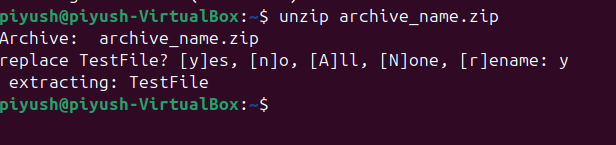 piyush@piyush-VirtualBox:~$ unzip archive_name.zip
Archive:  archive_name.zip
replace TestFile? [y]es, [n]o, [A]ll, [N]one, [r]ename: y
 extracting: TestFile
piyush@piyush-VirtualBox:~$